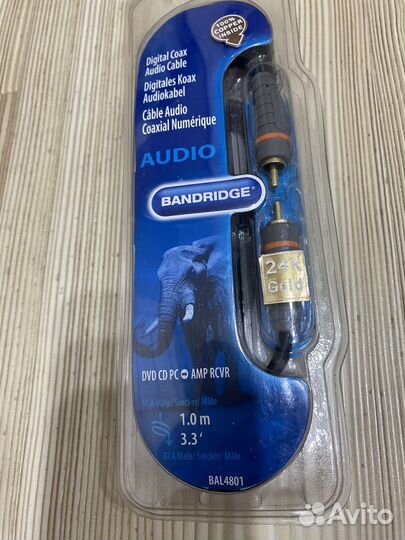 100%
COPPER
INSIDE
Digital Coax
Audio Cable
Digitales Koax
Audiokabel
Câble Audio
Coaxial Numérique
AUDIO
BANDRIDGE®
24K
Gold
DVD CD PC AMP RCVR
RCA Male/ Stecker/ Mâle
1.0 m
3.3′
RCA Male/ Stecker/ Mâle
BAL4801
Avito